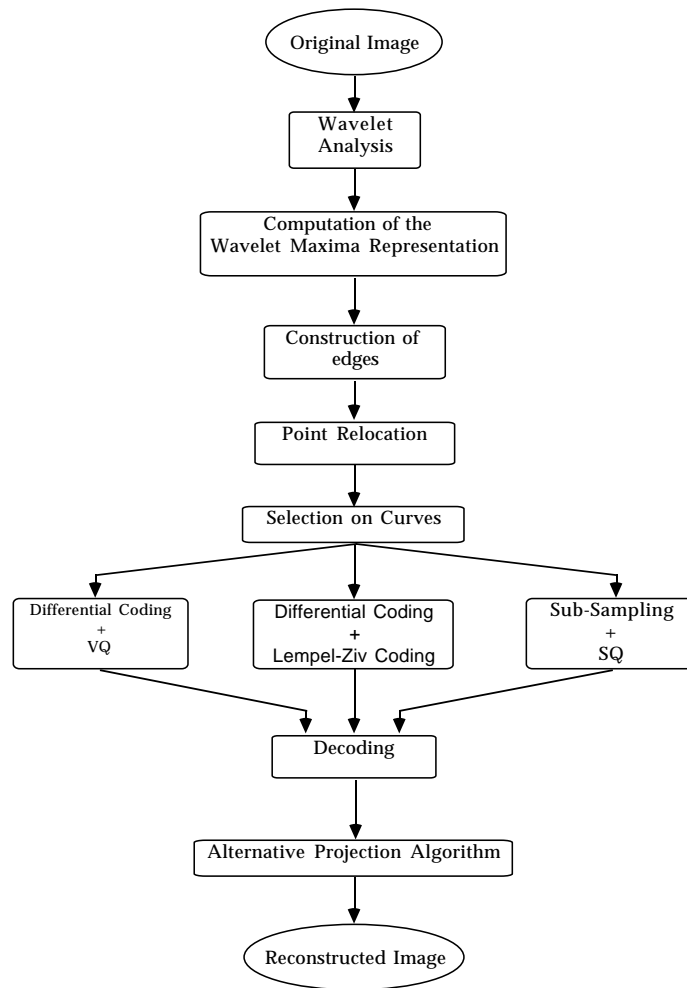 Original Image
Wavelet
Analysis
Computation of the
Wavelet Maxima Representation
Construction of
edges
Point Relocation
Selection on Curves
Differential Coding
+
VQ
Differential Coding
+
Lempel-Ziv Coding
Sub-Sampling
+
SQ
Decoding
Alternative Projection Algorithm
Reconstructed Image